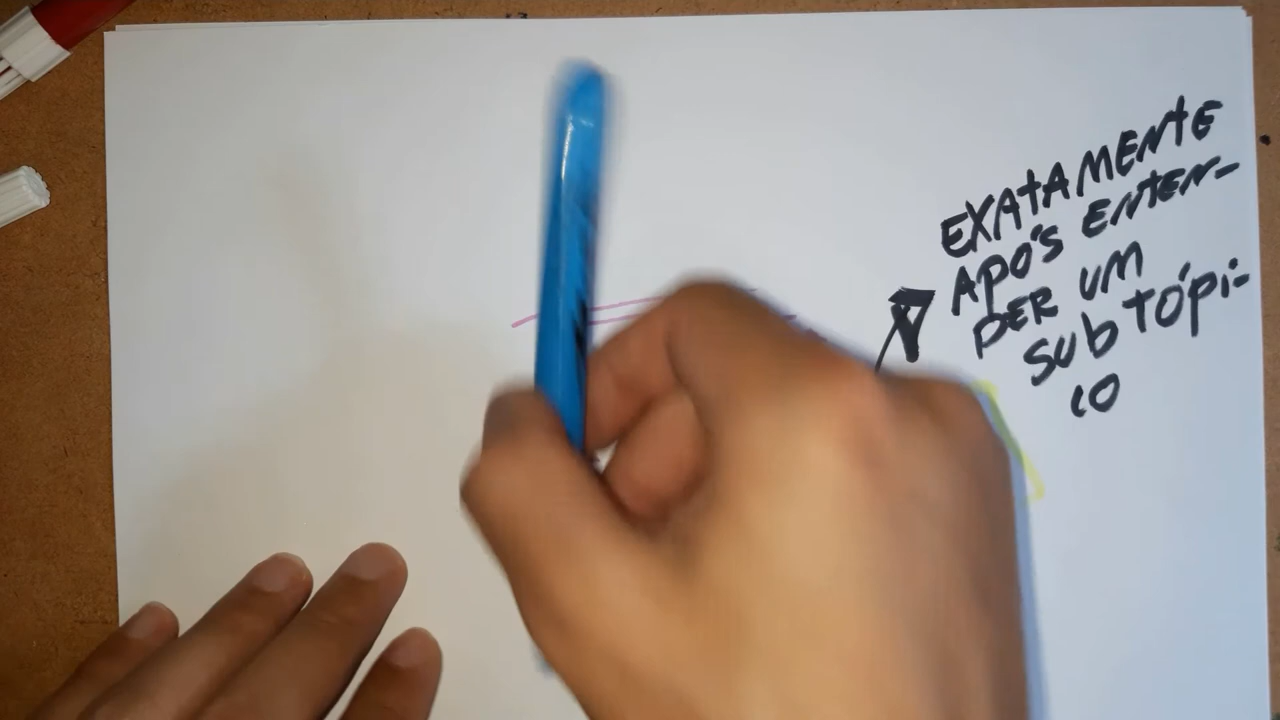 EXATAMENTE
APÓS ENTEN-
DER UM
SUBTÓPI-
CO